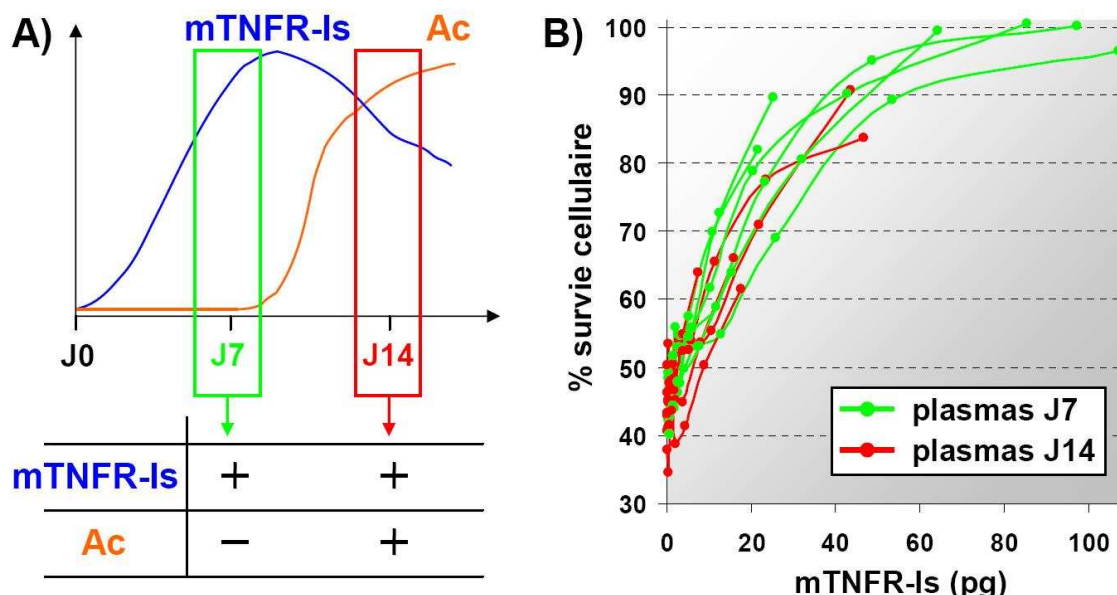 A)
mTNFR-Is
Ac
J0
J7
J14
mTNFR-Is + +
Ac − +
B)
% survie cellulaire
100
90
80
70
60
50
40
30
0 20 40 60 80 100
mTNFR-Is (pg)
plasmas J7
plasmas J14